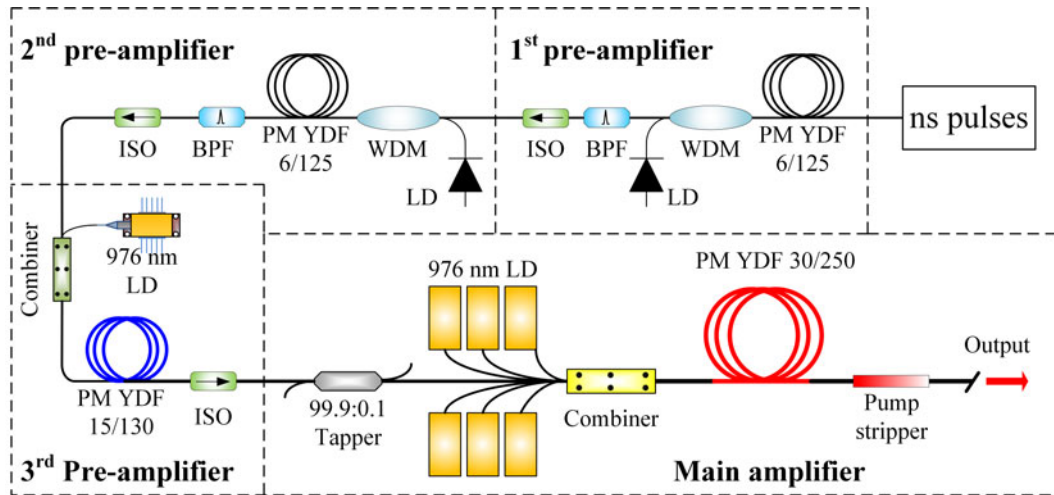 2nd pre-amplifier
1st pre-amplifier
ns pulses
ISO
BPF
PM YDF
6/125
WDM
LD
ISO
BPF
LD
WDM
PM YDF
6/125
Combiner
976 nm
LD
PM YDF
15/130
ISO
3rd Pre-amplifier
99.9:0.1
Tapper
976 nm LD
Combiner
PM YDF 30/250
Pump
stripper
Output
Main amplifier